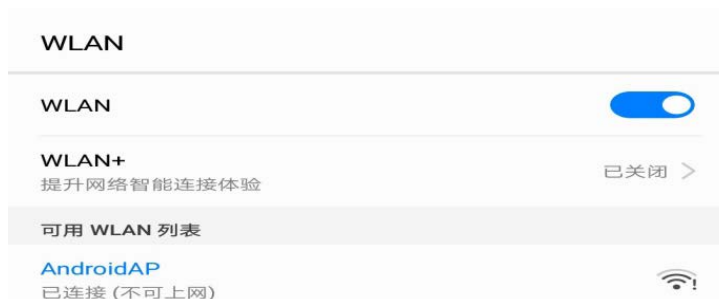 WLAN
WLAN
WLAN+
提升网络智能连接体验
已关闭
可用 WLAN 列表
AndroidAP
已连接 (不可上网)